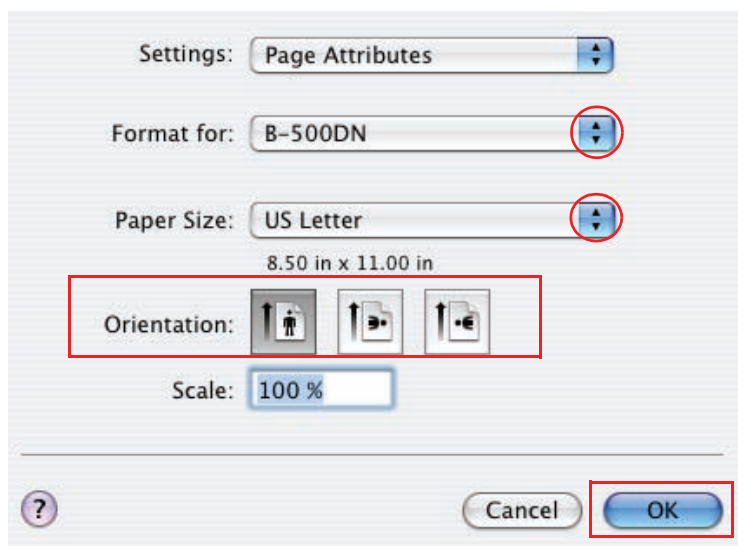 Settings: Page Attributes
Format for: B-500DN
Paper Size: US Letter
8.50 in x 11.00 in
Orientation:
Scale: 100 %
? Cancel OK